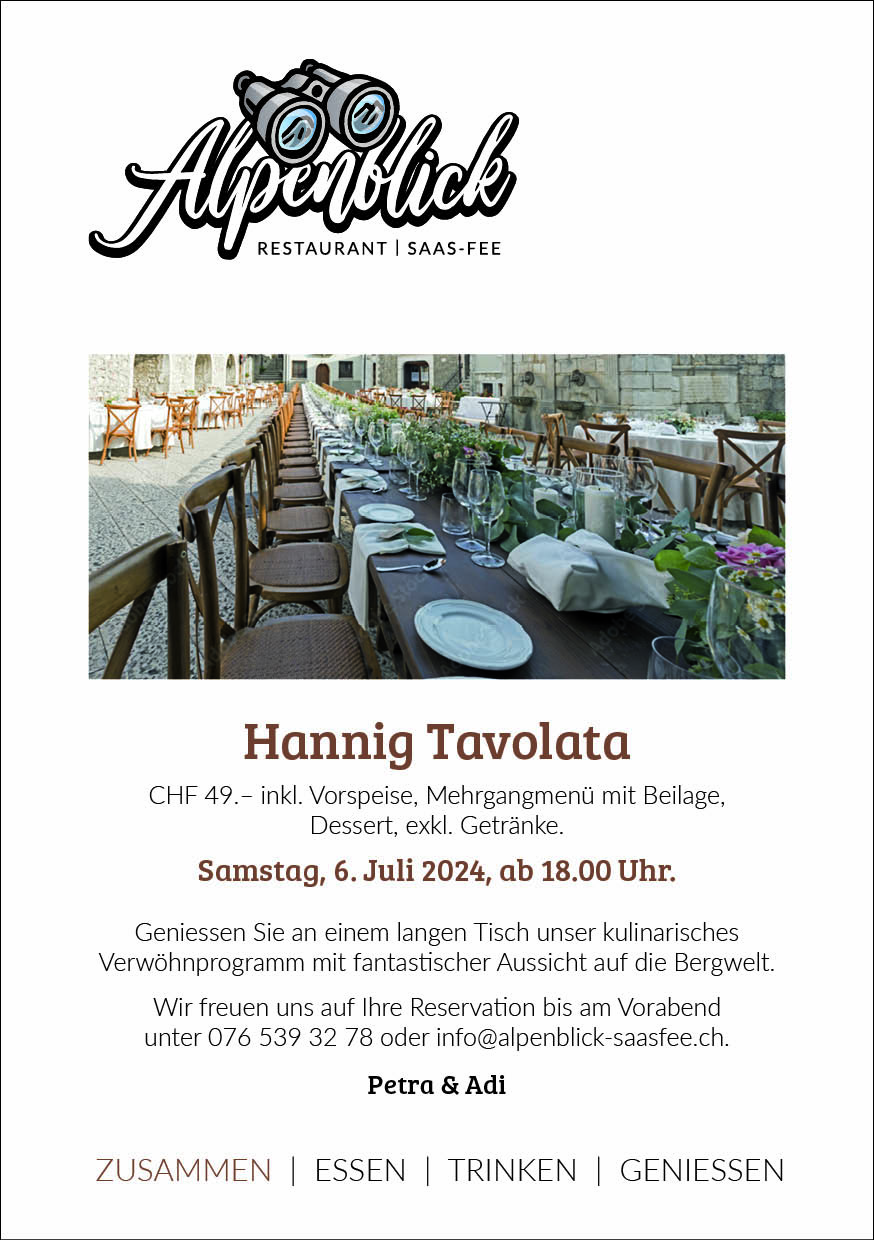 Alpenblick
RESTAURANT | SAAS-FEE
Hannig Tavolata
CHF 49.– inkl. Vorspeise, Mehrgangmenü mit Beilage,
Dessert, exkl. Getränke.
Samstag, 6. Juli 2024, ab 18.00 Uhr.
Geniessen Sie an einem langen Tisch unser kulinarisches
Verwöhnprogramm mit fantastischer Aussicht auf die Bergwelt.
Wir freuen uns auf Ihre Reservation bis am Vorabend
unter 076 539 32 78 oder info@alpenblick-saasfee.ch.
Petra & Adi
ZUSAMMEN | ESSEN | TRINKEN | GENIESSEN